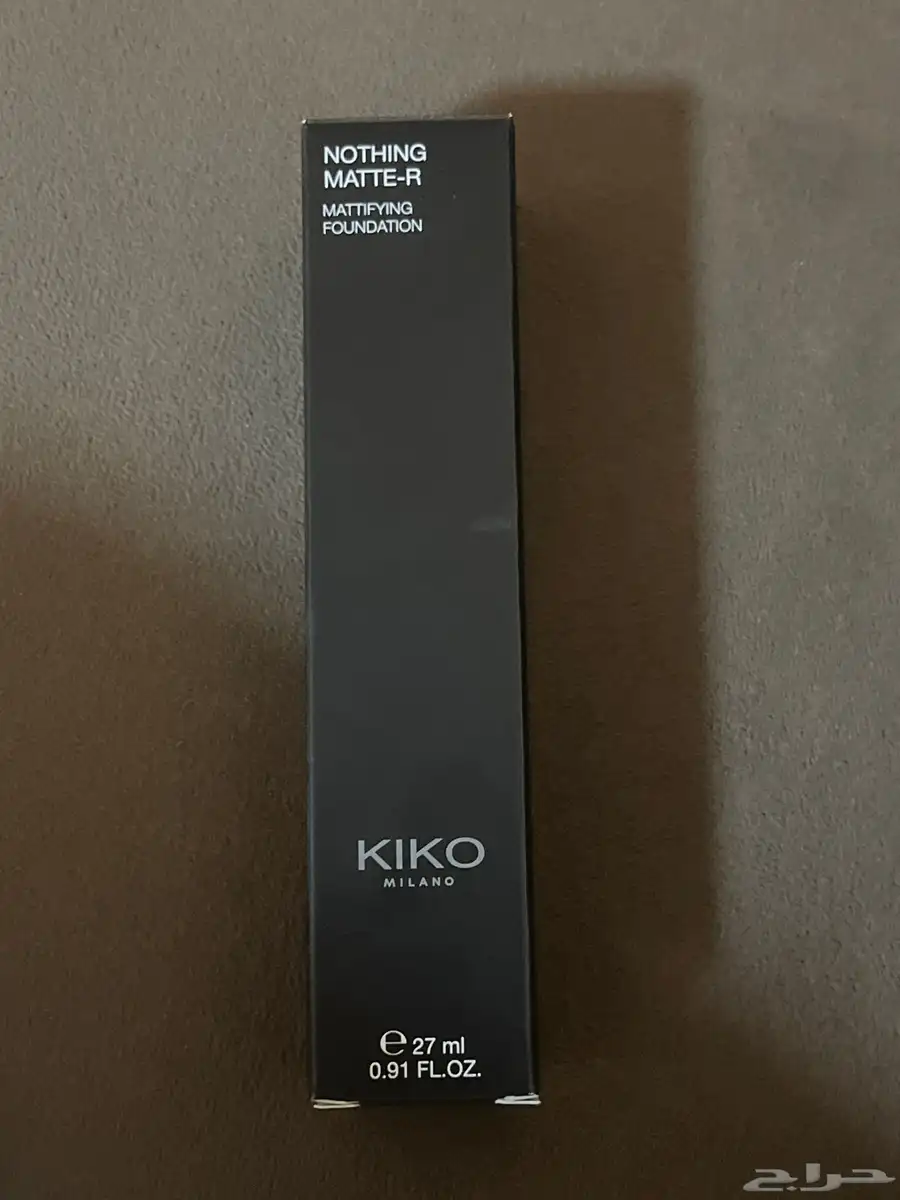 NOTHING
MATTE-R
MATTIFYING
FOUNDATION
KIKO
MILANO
℮ 27 ml
0.91 FL.OZ.
حراج